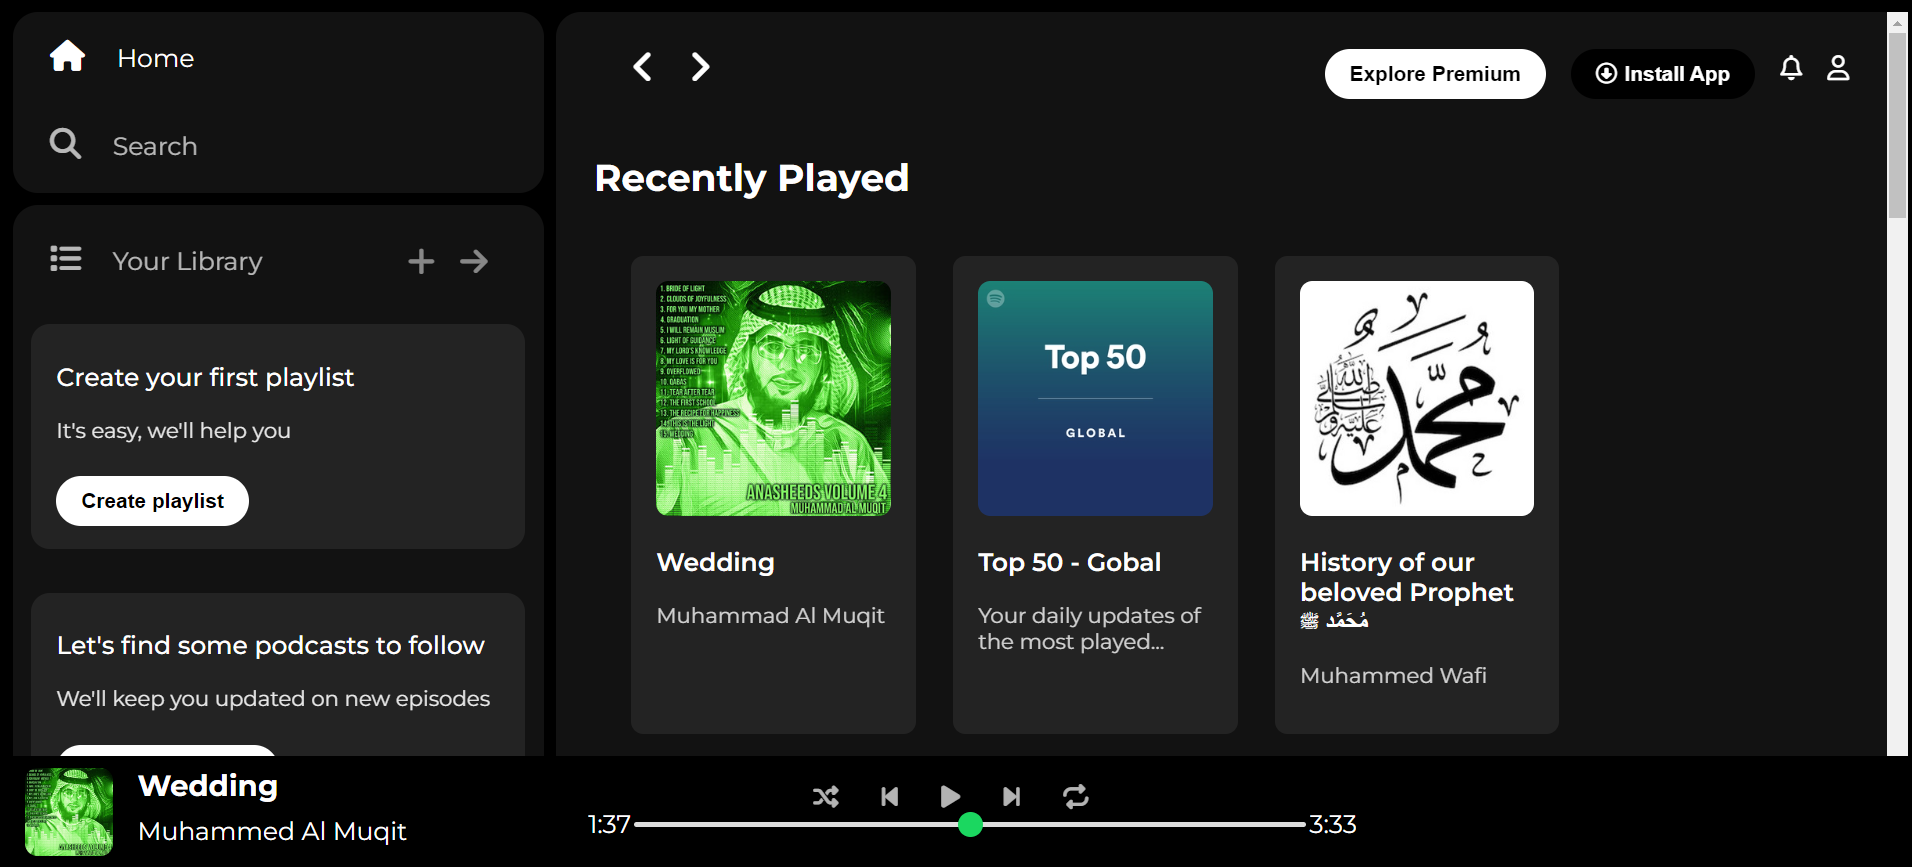 Home
Search
Your Library
Create your first playlist
It's easy, we'll help you
Create playlist
Let's find some podcasts to follow
We'll keep you updated on new episodes
Explore Premium
Install App
Recently Played
1. BRIDE OF LIGHT
2. CLOUDS OF JOYFULNESS
3. FOR YOU MY MOTHER
4. GRADUATION
5. I WILL REMAIN MUSLIM
6. LIGHT OF GUIDANCE
7. MY LORD'S KNOWLEDGE
8. MY LOVE IS FOR YOU
9. OVERFLOWED
10. QABAS
11. TEAR AFTER TEAR
12. THE FIRST SCHOOL
13. THE RECIPE FOR HAPPINESS
14. THIS IS THE LIGHT
15. WEDDING
ANASHEEDS VOLUME 4
MUHAMMAD AL MUQIT
Wedding
Muhammad Al Muqit
Top 50
GLOBAL
Top 50 - Gobal
Your daily updates of
the most played...
محمد
صلى الله عليه وسلم
History of our
beloved Prophet
مُحَمَّد ﷺ
Muhammed Wafi
Wedding
Muhammed Al Muqit
1:37
3:33